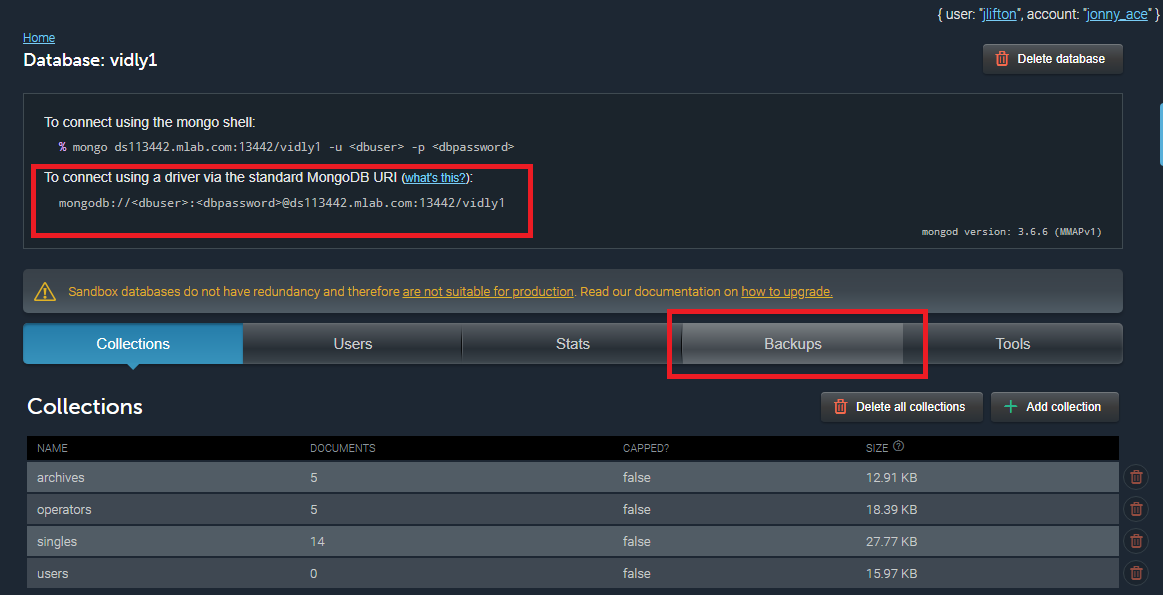 { user: "jlifton", account: "jonny_ace" }
Home
Database: vidly1
Delete database
To connect using the mongo shell:
% mongo ds113442.mlab.com:13442/vidly1 -u <dbuser> -p <dbpassword>
To connect using a driver via the standard MongoDB URI (what's this?):
mongodb://<dbuser>:<dbpassword>@ds113442.mlab.com:13442/vidly1
mongod version: 3.6.6 (MMAPv1)
Sandbox databases do not have redundancy and therefore are not suitable for production. Read our documentation on how to upgrade.
Collections Users Stats Backups Tools
Collections
Delete all collections + Add collection
NAME DOCUMENTS CAPPED? SIZE ?
archives 5 false 12.91 KB
operators 5 false 18.39 KB
singles 14 false 27.77 KB
users 0 false 15.97 KB